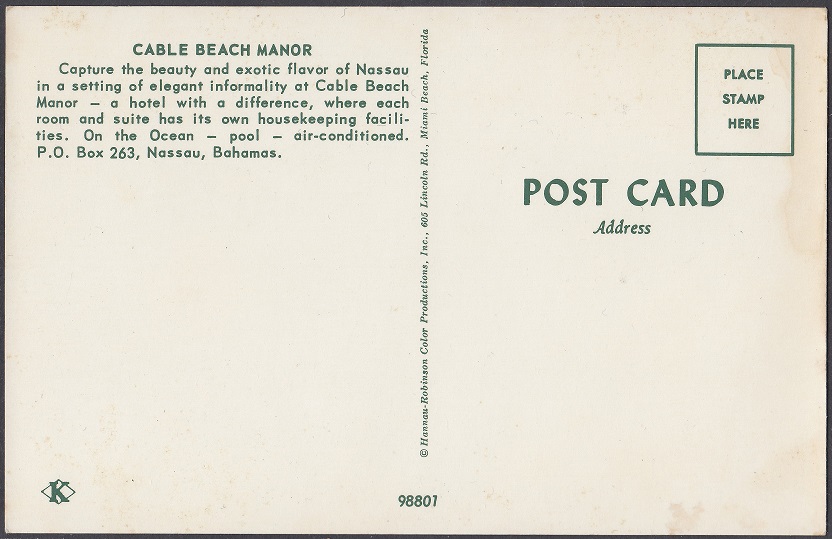 CABLE BEACH MANOR
Capture the beauty and exotic flavor of Nassau
in a setting of elegant informality at Cable Beach
Manor — a hotel with a difference, where each
room and suite has its own housekeeping facili-
ties. On the Ocean — pool — air-conditioned.
P.O. Box 263, Nassau, Bahamas.
© Hannau-Robinson Color Productions, Inc., 605 Lincoln Rd., Miami Beach, Florida
PLACE
STAMP
HERE
POST CARD
Address
K
98801